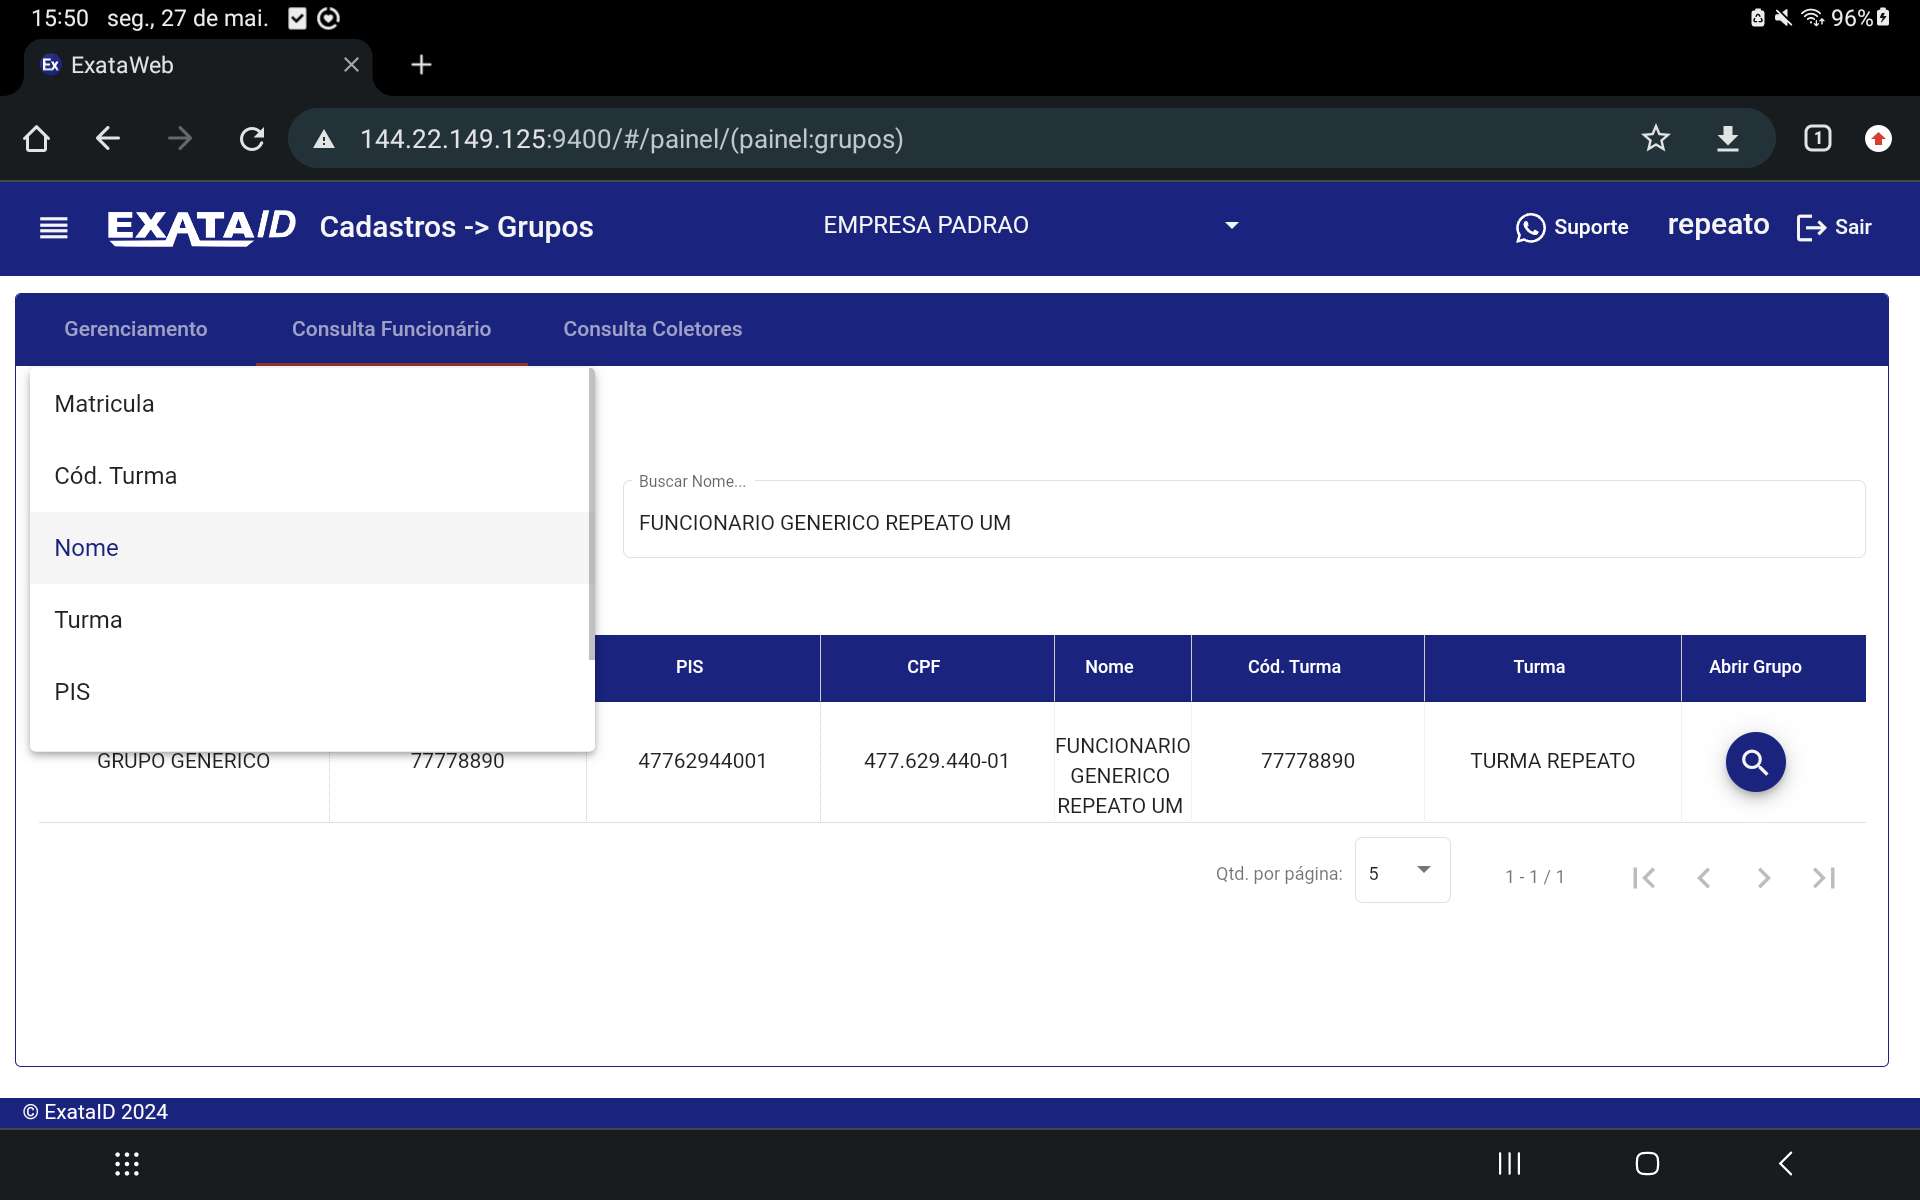 15:50 seg., 27 de mai.
96%
Ex ExataWeb
144.22.149.125:9400/#/painel/(painel:grupos)
1
EXATAID Cadastros -> Grupos
EMPRESA PADRAO
Suporte
repeato
Sair
Gerenciamento
Consulta Funcionário
Consulta Coletores
Matricula
Cód. Turma
Nome
Turma
PIS
Buscar Nome...
FUNCIONARIO GENERICO REPEATO UM
PIS CPF Nome Cód. Turma Turma Abrir Grupo
GRUPO GENERICO 77778890 47762944001 477.629.440-01 FUNCIONARIO GENERICO REPEATO UM 77778890 TURMA REPEATO
Qtd. por página: 5 1 - 1 / 1
© ExataID 2024